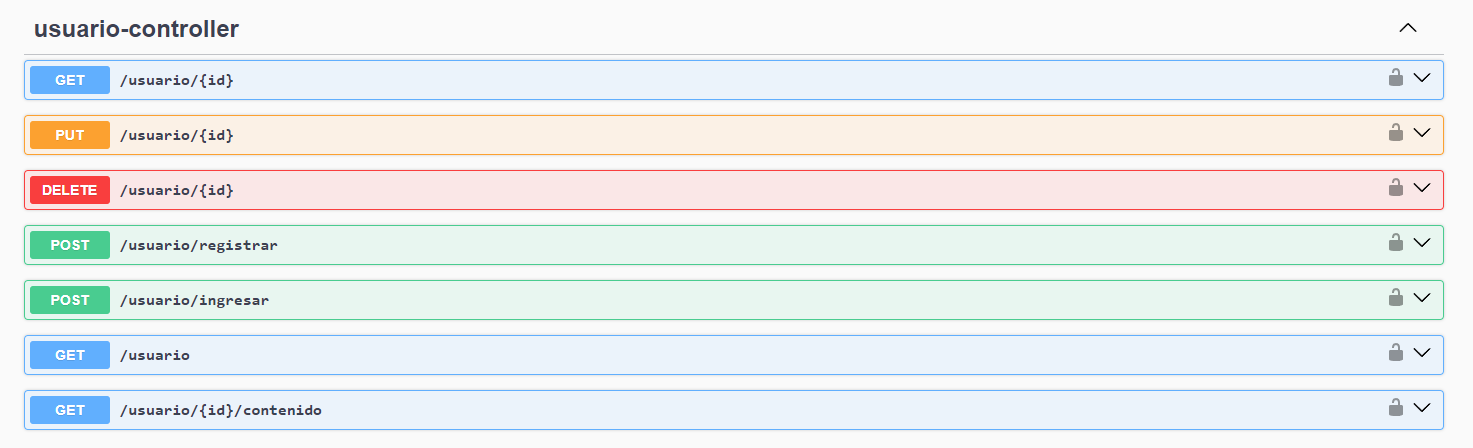 usuario-controller
GET /usuario/{id}
PUT /usuario/{id}
DELETE /usuario/{id}
POST /usuario/registrar
POST /usuario/ingresar
GET /usuario
GET /usuario/{id}/contenido